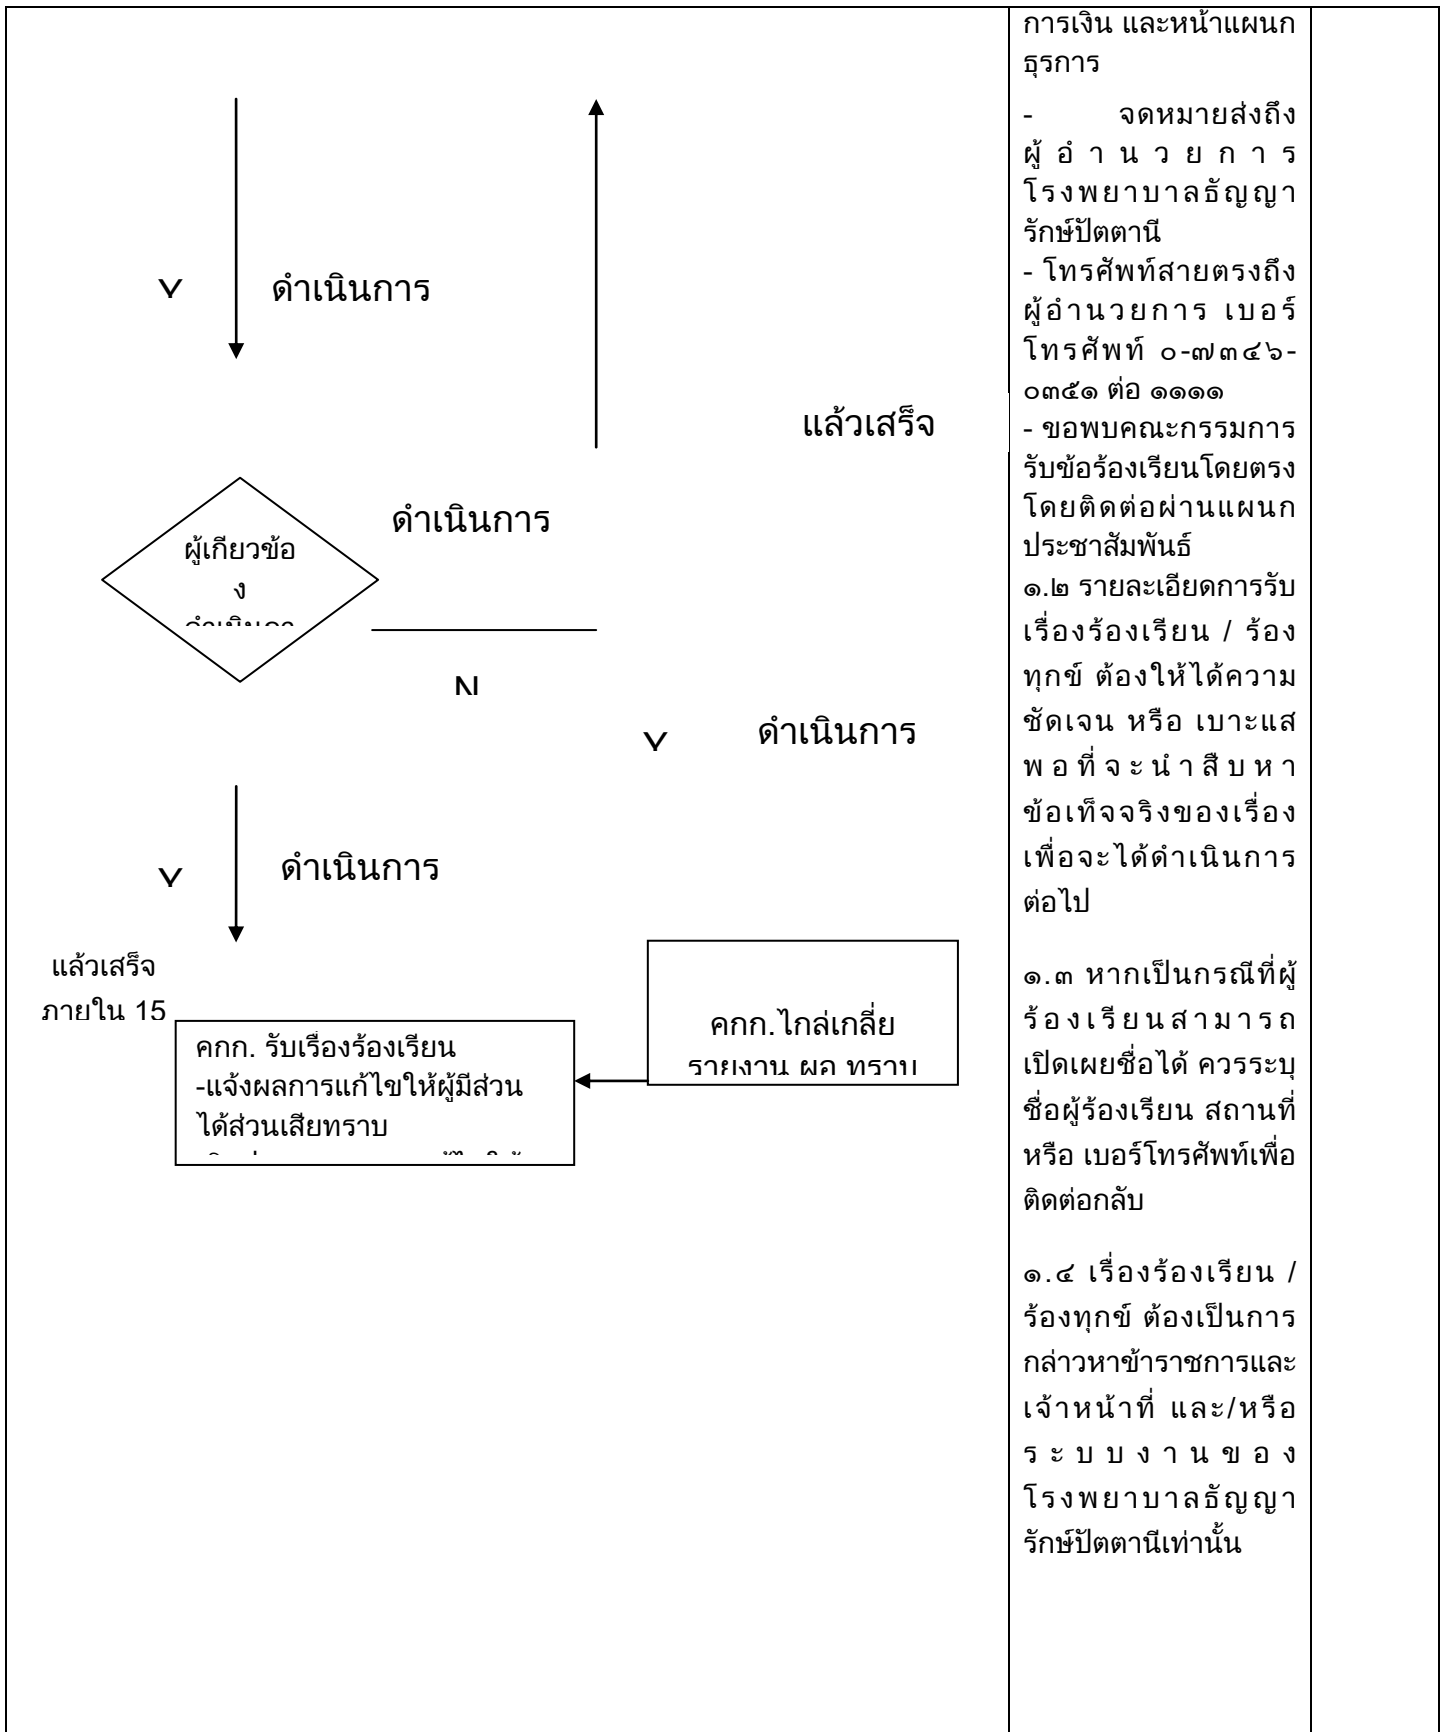 Y
ดำเนินการ
แล้วเสร็จ
ดำเนินการ
ผู้เกียวข้อ
ง
N
Y
ดำเนินการ
Y
ดำเนินการ
แล้วเสร็จ
ภายใน 15
คกก.ไกล่เกลี่ย
รายงาน ผอ ทราบ
คกก. รับเรื่องร้องเรียน
-แจ้งผลการแก้ไขให้ผู้มีส่วน
ได้ส่วนเสียทราบ
การเงิน และหน้าแผนก
ธุรการ
- จดหมายส่งถึง
ผู้อำนวยการ
โรงพยาบาลธัญญา
รักษ์ปัตตานี
- โทรศัพท์สายตรงถึง
ผู้อำนวยการ เบอร์
โทรศัพท์ ๐-๗๓๔๖-
๐๓๕๑ ต่อ ๑๑๑๑
- ขอพบคณะกรรมการ
รับข้อร้องเรียนโดยตรง
โดยติดต่อผ่านแผนก
ประชาสัมพันธ์
๑.๒ รายละเอียดการรับ
เรื่องร้องเรียน / ร้อง
ทุกข์ ต้องให้ได้ความ
ชัดเจน หรือ เบาะแส
พอที่จะนำสืบหา
ข้อเท็จจริงของเรื่อง
เพื่อจะได้ดำเนินการ
ต่อไป
๑.๓ หากเป็นกรณีที่ผู้
ร้องเรียนสามารถ
เปิดเผยชื่อได้ ควรระบุ
ชื่อผู้ร้องเรียน สถานที่
หรือ เบอร์โทรศัพท์เพื่อ
ติดต่อกลับ
๑.๔ เรื่องร้องเรียน /
ร้องทุกข์ ต้องเป็นการ
กล่าวหาข้าราชการและ
เจ้าหน้าที่ และ/หรือ
ระบบงานของ
โรงพยาบาลธัญญา
รักษ์ปัตตานีเท่านั้น